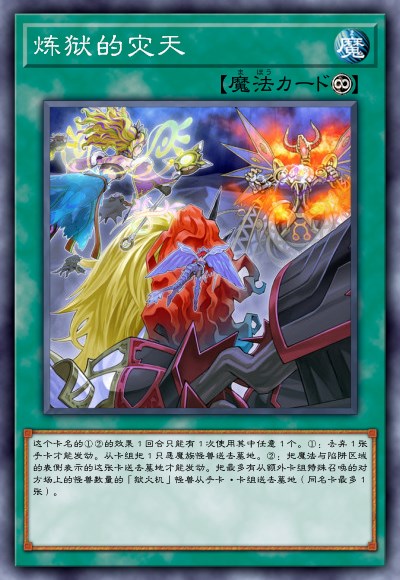 炼狱的灾天
魔
【魔法カード】
まほう
这个卡名的①②的效果1回合只能有1次使用其中任意1个。①:丢弃1张
手卡才能发动。从卡组把1只恶魔族怪兽送去墓地。②:把魔法与陷阱区域
的表侧表示的这张卡送去墓地才能发动。把最多有从额外卡组特殊召唤的对
方场上的怪兽数量的「狱火机」怪兽从手卡·卡组送去墓地(同名卡最多1
张)。